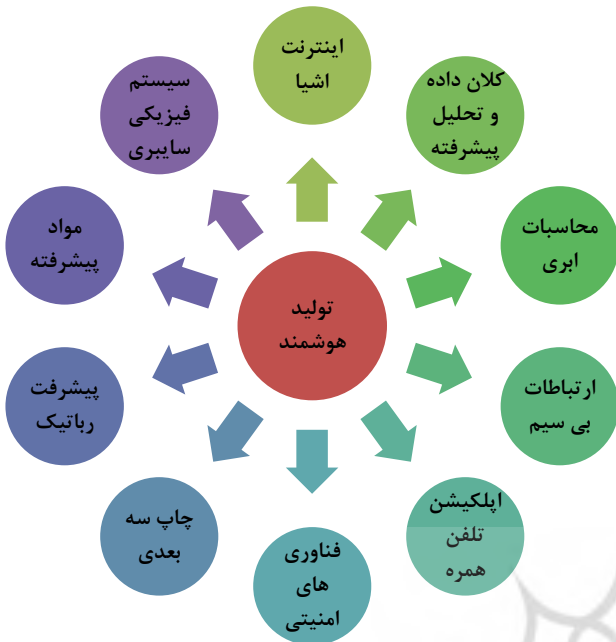 اینترنت
اشیا
کلان داده
و تحلیل
پیشرفته
محاسبات
ابری
ارتباطات
بی سیم
اپلکیشن
تلفن
همره
فناوری
های
امنیتی
چاپ سه
بعدی
پیشرفت
رباتیک
مواد
پیشرفته
سیستم
فیزیکی
سایبری
تولید
هوشمند